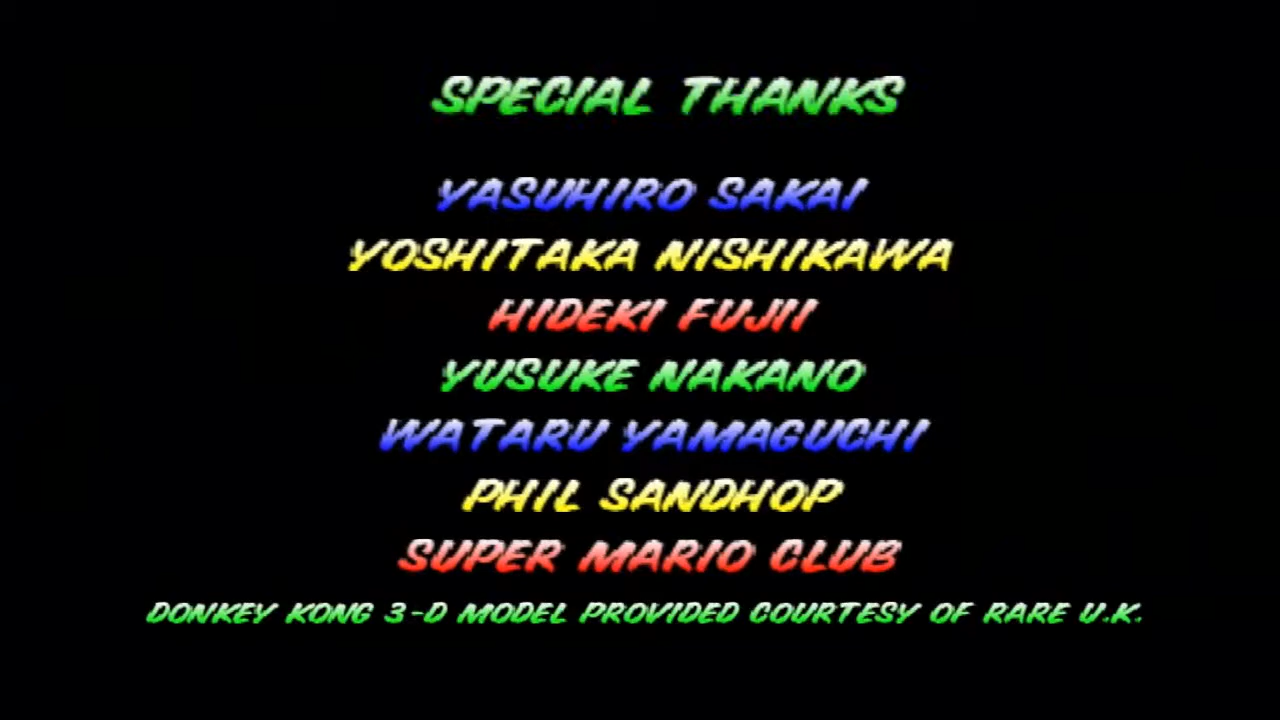 SPECIAL THANKS
YASUHIRO SAKAI
YOSHITAKA NISHIKAWA
HIDEKI FUJII
YUSUKE NAKANO
WATARU YAMAGUCHI
PHIL SANDHOP
SUPER MARIO CLUB
DONKEY KONG 3-D MODEL PROVIDED COURTESY OF RARE U.K.